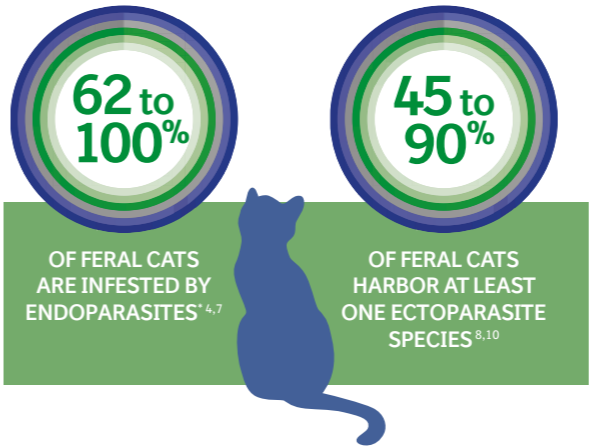 62 to
100%
OF FERAL CATS
ARE INFESTED BY
ENDOPARASITES* 4,7
45 to
90%
OF FERAL CATS
HARBOR AT LEAST
ONE ECTOPARASITE
SPECIES 8,10